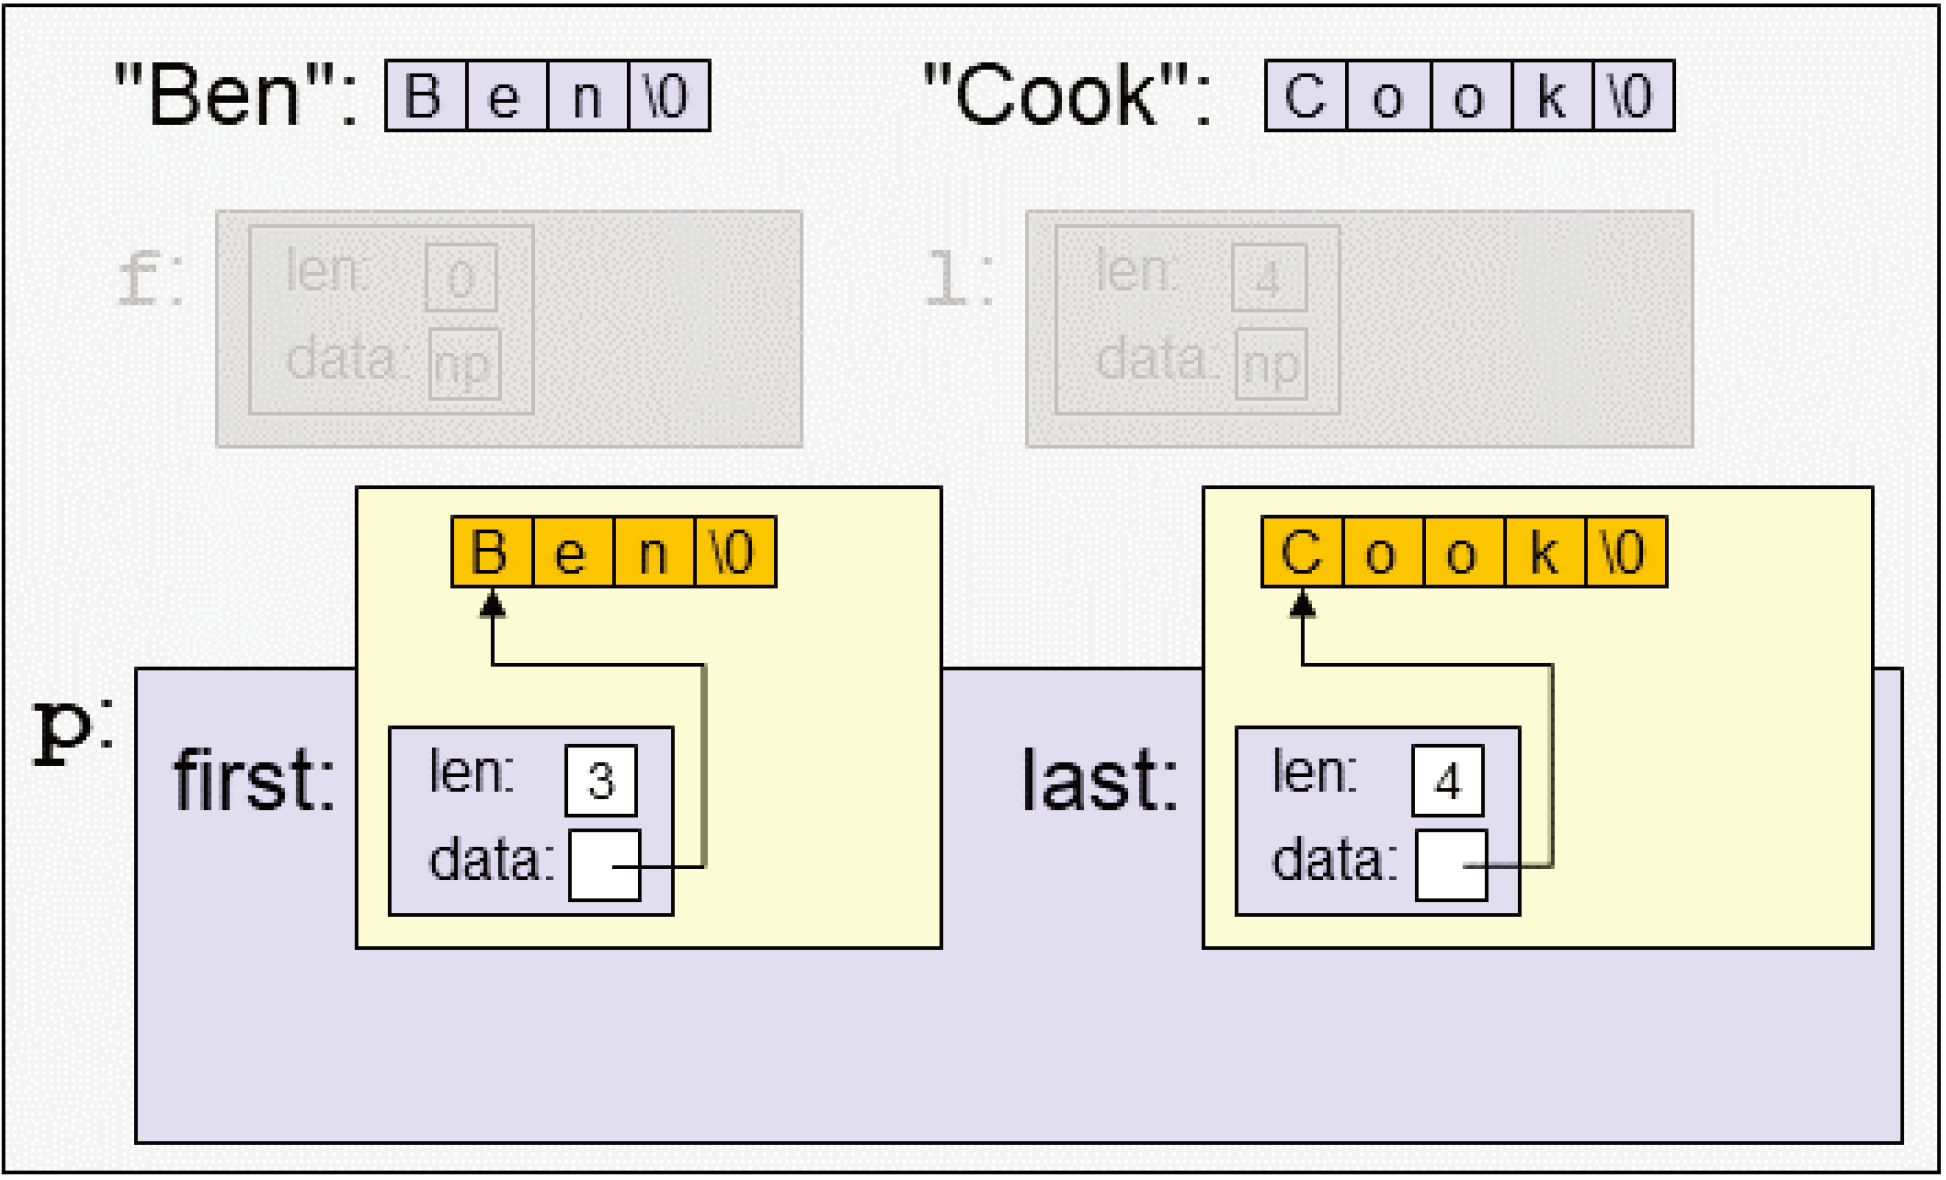 "Ben": B e n \0 "Cook": C o o k \0
f: len: 0 l: len: 4
data: np data: np
B e n \0 C o o k \0
p:
first: len: 3 last: len: 4
data: data: